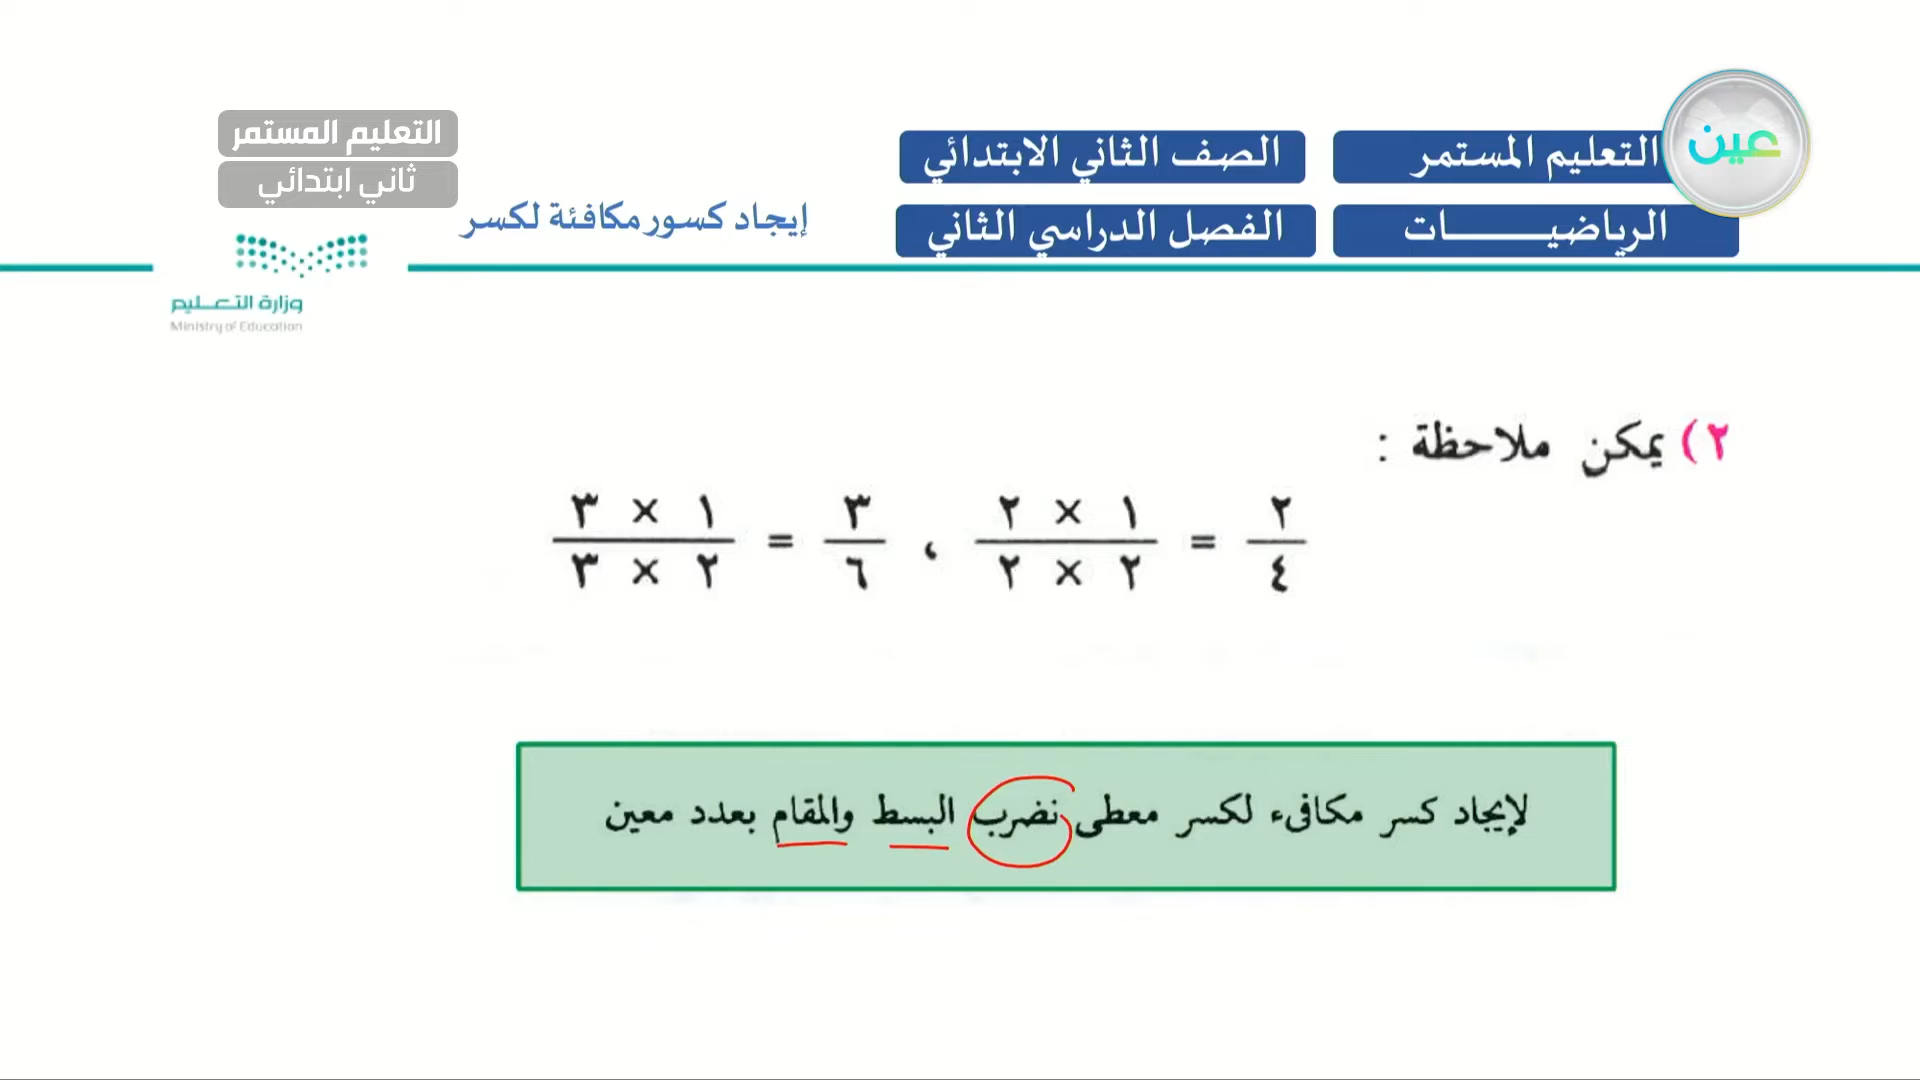 عين
التعليم المستمر
الصف الثاني الابتدائي
الرياضيـــــــات
الفصل الدراسي الثاني
التعليم المستمر
ثاني ابتدائي
إيجاد كسور مكافئة لكسر
وزارة التعـــليم
Ministry of Education
٢) يمكن ملاحظة :
٢/٤ = (١ × ٢)/(٢ × ٢) ، ٣/٦ = (١ × ٣)/(٢ × ٣)
لإيجاد كسر مكافىء لكسر معطى نضرب البسط والمقام بعدد معين